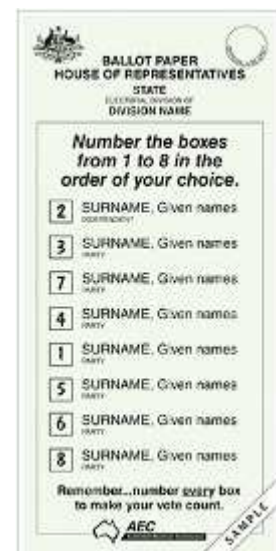 BALLOT PAPER
HOUSE OF REPRESENTATIVES
STATE
ELECTORAL DIVISION OF
DIVISION NAME
Number the boxes
from 1 to 8 in the
order of your choice.
2 SURNAME, Given names
INDEPENDENT
3 SURNAME, Given names
PARTY
7 SURNAME, Given names
PARTY
4 SURNAME, Given names
PARTY
1 SURNAME, Given names
PARTY
5 SURNAME, Given names
PARTY
6 SURNAME, Given names
PARTY
8 SURNAME, Given names
PARTY
Remember...number every box
to make your vote count.
AEC
SAMPLE